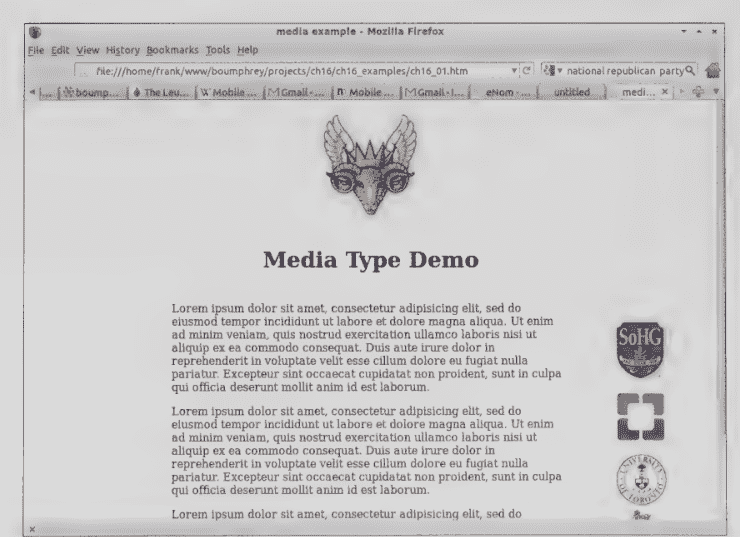 media example - Mozilla Firefox
File Edit View History Bookmarks Tools Help
file:///home/frank/www/boumphrey/projects/ch16/ch16_examples/ch16_01.htm national republican party
boump... The Leu... Mobile ... Gmail - ... Mobile ... Gmail - I... eNom - ... untitled medi...
Media Type Demo
Lorem ipsum dolor sit amet, consectetur adipisicing elit, sed do
eiusmod tempor incididunt ut labore et dolore magna aliqua. Ut enim
ad minim veniam, quis nostrud exercitation ullamco laboris nisi ut
aliquip ex ea commodo consequat. Duis aute irure dolor in
reprehenderit in voluptate velit esse cillum dolore eu fugiat nulla
pariatur. Excepteur sint occaecat cupidatat non proident, sunt in culpa
qui officia deserunt mollit anim id est laborum.
Lorem ipsum dolor sit amet, consectetur adipisicing elit, sed do
eiusmod tempor incididunt ut labore et dolore magna aliqua. Ut enim
ad minim veniam, quis nostrud exercitation ullamco laboris nisi ut
aliquip ex ea commodo consequat. Duis aute irure dolor in
reprehenderit in voluptate velit esse cillum dolore eu fugiat nulla
pariatur. Excepteur sint occaecat cupidatat non proident, sunt in culpa
qui officia deserunt mollit anim id est laborum.
Lorem ipsum dolor sit amet, consectetur adipisicing elit, sed do
SoHG
UNIVERSITY
OF TORONTO